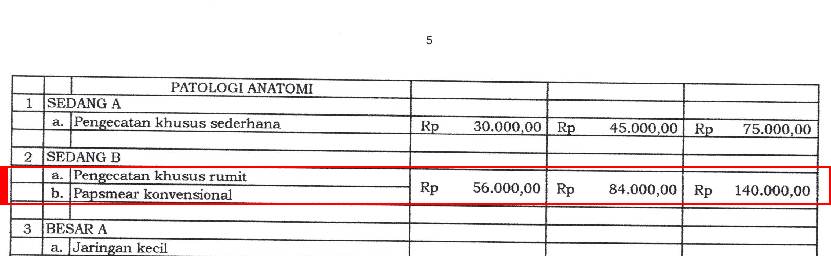 5
PATOLOGI ANATOMI
1 SEDANG A
a. Pengecatan khusus sederhana Rp 30.000,00 Rp 45.000,00 Rp 75.000,00
2 SEDANG B
a. Pengecatan khusus rumit
b. Papsmear konvensional Rp 56.000,00 Rp 84.000,00 Rp 140.000,00
3 BESAR A
a. Jaringan kecil